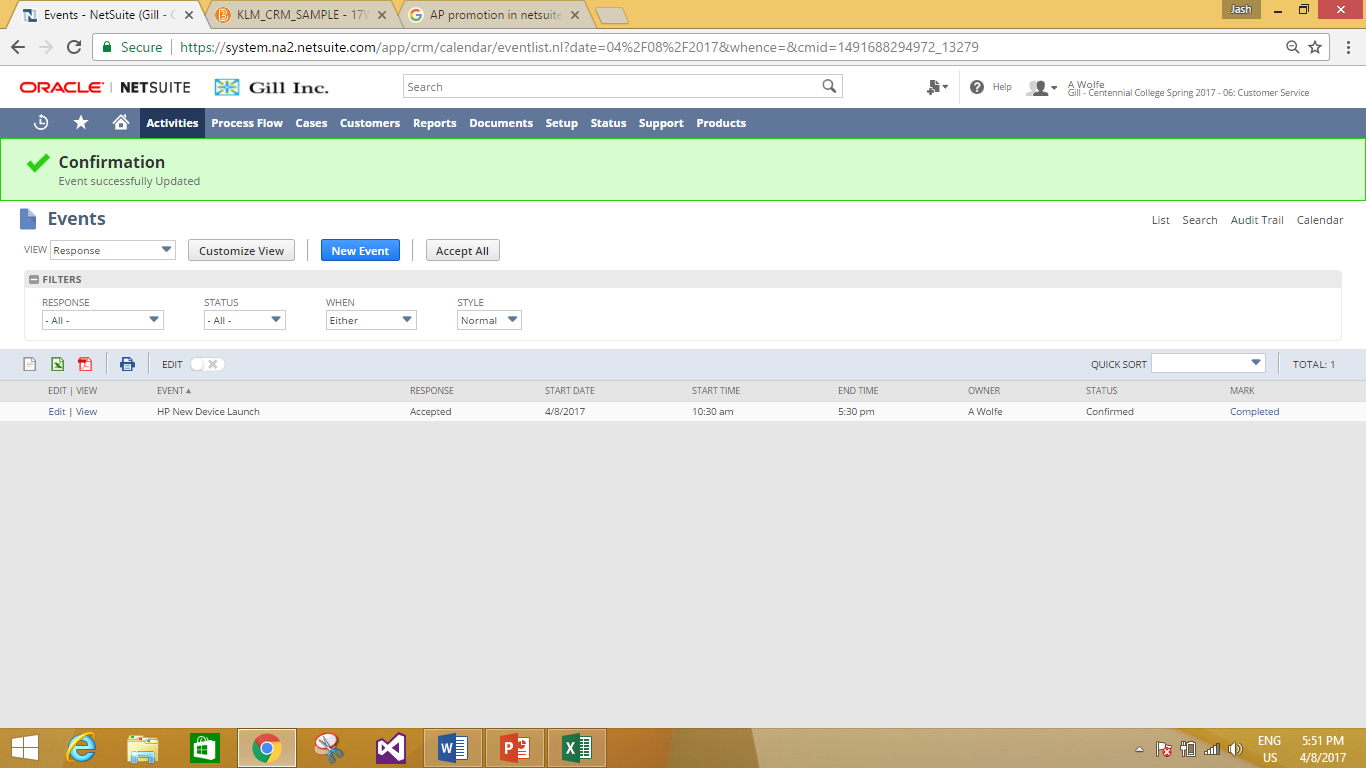 Events - NetSuite (Gill - C
KLM_CRM_SAMPLE - 17W
AP promotion in netsuite
Jash
Secure
https://system.na2.netsuite.com/app/crm/calendar/eventlist.nl?date=04%2F08%2F2017&whence=&cmid=1491688294972_13279
ORACLE | NETSUITE
Gill Inc.
Search
Help
A Wolfe
Gill - Centennial College Spring 2017 - 06: Customer Service
Activities Process Flow Cases Customers Reports Documents Setup Status Support Products
Confirmation
Event successfully Updated
Events
List Search Audit Trail Calendar
VIEW Response Customize View New Event Accept All
FILTERS
RESPONSE STATUS WHEN STYLE
- All - - All - Either Normal
EDIT QUICK SORT TOTAL: 1
EDIT | VIEW EVENT RESPONSE START DATE START TIME END TIME OWNER STATUS MARK
Edit | View HP New Device Launch Accepted 4/8/2017 10:30 am 5:30 pm A Wolfe Confirmed Completed
ENG 5:51 PM
US 4/8/2017